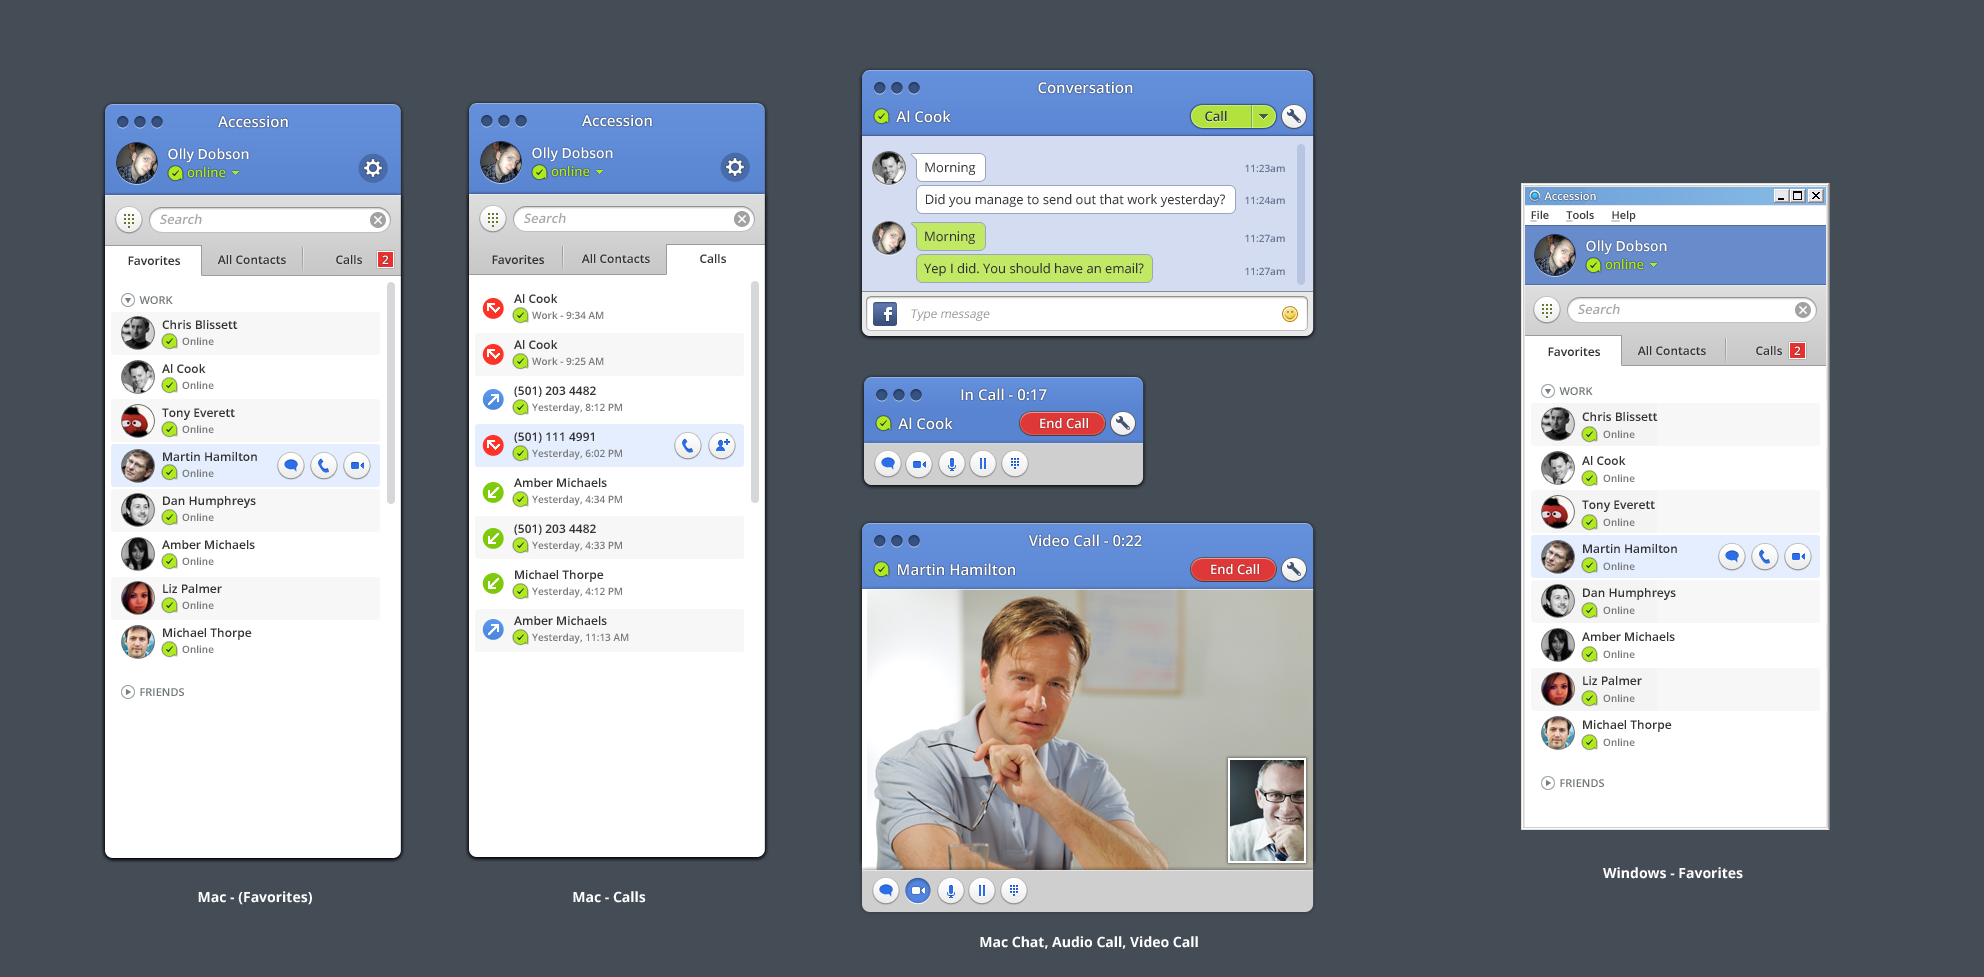 Accession
Olly Dobson
online
Search
Favorites
All Contacts
Calls
2
WORK
Chris Blissett
Online
Al Cook
Online
Tony Everett
Online
Martin Hamilton
Online
Dan Humphreys
Online
Amber Michaels
Online
Liz Palmer
Online
Michael Thorpe
Online
FRIENDS
Mac - (Favorites)
Accession
Olly Dobson
online
Search
Favorites
All Contacts
Calls
Al Cook
Work - 9:34 AM
Al Cook
Work - 9:25 AM
(501) 203 4482
Yesterday, 8:12 PM
(501) 111 4991
Yesterday, 6:02 PM
Amber Michaels
Yesterday, 4:34 PM
(501) 203 4482
Yesterday, 4:33 PM
Michael Thorpe
Yesterday, 4:12 PM
Amber Michaels
Yesterday, 11:13 AM
Mac - Calls
Conversation
Al Cook
Call
Morning
11:23am
Did you manage to send out that work yesterday?
11:24am
Morning
11:27am
Yep I did. You should have an email?
11:27am
f
Type message
In Call - 0:17
Al Cook
End Call
Video Call - 0:22
Martin Hamilton
End Call
Mac Chat, Audio Call, Video Call
Accession
File Tools Help
Olly Dobson
online
Search
Favorites
All Contacts
Calls
2
WORK
Chris Blissett
Online
Al Cook
Online
Tony Everett
Online
Martin Hamilton
Online
Dan Humphreys
Online
Amber Michaels
Online
Liz Palmer
Online
Michael Thorpe
Online
FRIENDS
Windows - Favorites